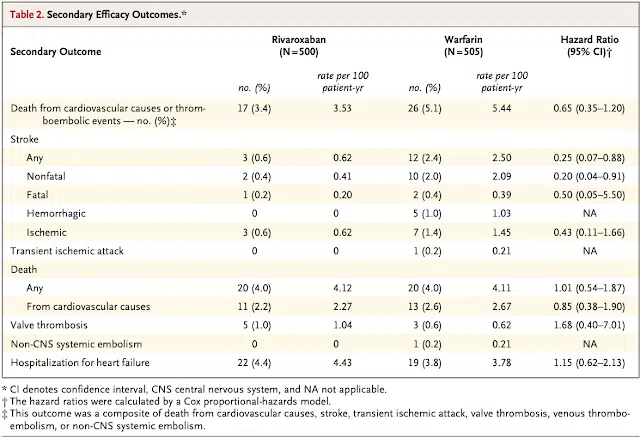 Table 2. Secondary Efficacy Outcomes.*
Secondary Outcome Rivaroxaban (N=500) Warfarin (N=505) Hazard Ratio (95% CI)†
no. (%) rate per 100 patient-yr no. (%) rate per 100 patient-yr
Death from cardiovascular causes or throm- 17 (3.4) 3.53 26 (5.1) 5.44 0.65 (0.35–1.20)
boembolic events — no. (%)‡
Stroke
Any 3 (0.6) 0.62 12 (2.4) 2.50 0.25 (0.07–0.88)
Nonfatal 2 (0.4) 0.41 10 (2.0) 2.09 0.20 (0.04–0.91)
Fatal 1 (0.2) 0.20 2 (0.4) 0.39 0.50 (0.05–5.50)
Hemorrhagic 0 0 5 (1.0) 1.03 NA
Ischemic 3 (0.6) 0.62 7 (1.4) 1.45 0.43 (0.11–1.66)
Transient ischemic attack 0 0 1 (0.2) 0.21 NA
Death
Any 20 (4.0) 4.12 20 (4.0) 4.11 1.01 (0.54–1.87)
From cardiovascular causes 11 (2.2) 2.27 13 (2.6) 2.67 0.85 (0.38–1.90)
Valve thrombosis 5 (1.0) 1.04 3 (0.6) 0.62 1.68 (0.40–7.01)
Non-CNS systemic embolism 0 0 1 (0.2) 0.21 NA
Hospitalization for heart failure 22 (4.4) 4.43 19 (3.8) 3.78 1.15 (0.62–2.13)
* CI denotes confidence interval, CNS central nervous system, and NA not applicable.
† The hazard ratios were calculated by a Cox proportional-hazards model.
‡ This outcome was a composite of death from cardiovascular causes, stroke, transient ischemic attack, valve thrombosis, venous thrombo-
embolism, or non-CNS systemic embolism.